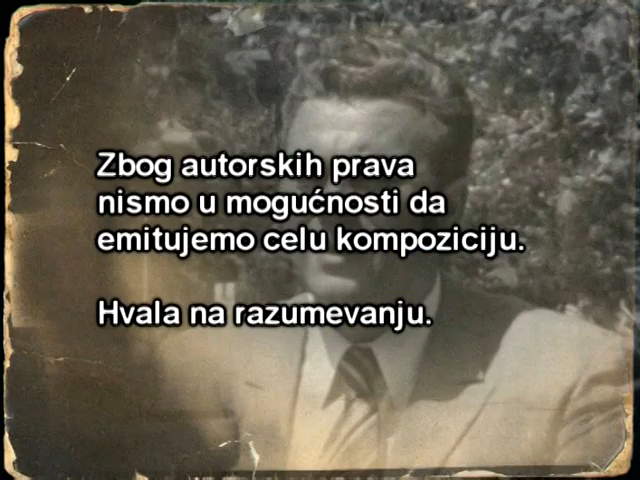 Zbog autorskih prava
nismo u mogućnosti da
emitujemo celu kompoziciju.
Hvala na razumevanju.